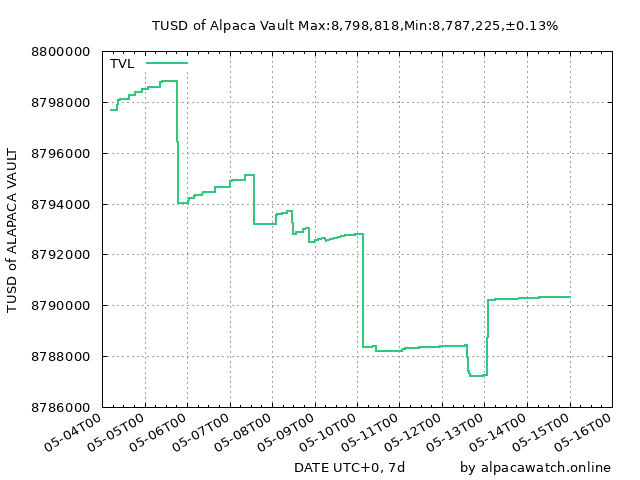 TUSD of Alpaca Vault Max:8,798,818,Min:8,787,225,±0.13%
TVL
8800000
8798000
8796000
8794000
8792000
8790000
8788000
8786000
TUSD of ALAPACA VAULT
05-04T00
05-05T00
05-06T00
05-07T00
05-08T00
05-09T00
05-10T00
05-11T00
05-12T00
05-13T00
05-14T00
05-15T00
05-16T00
DATE UTC+0, 7d
by alpacawatch.online